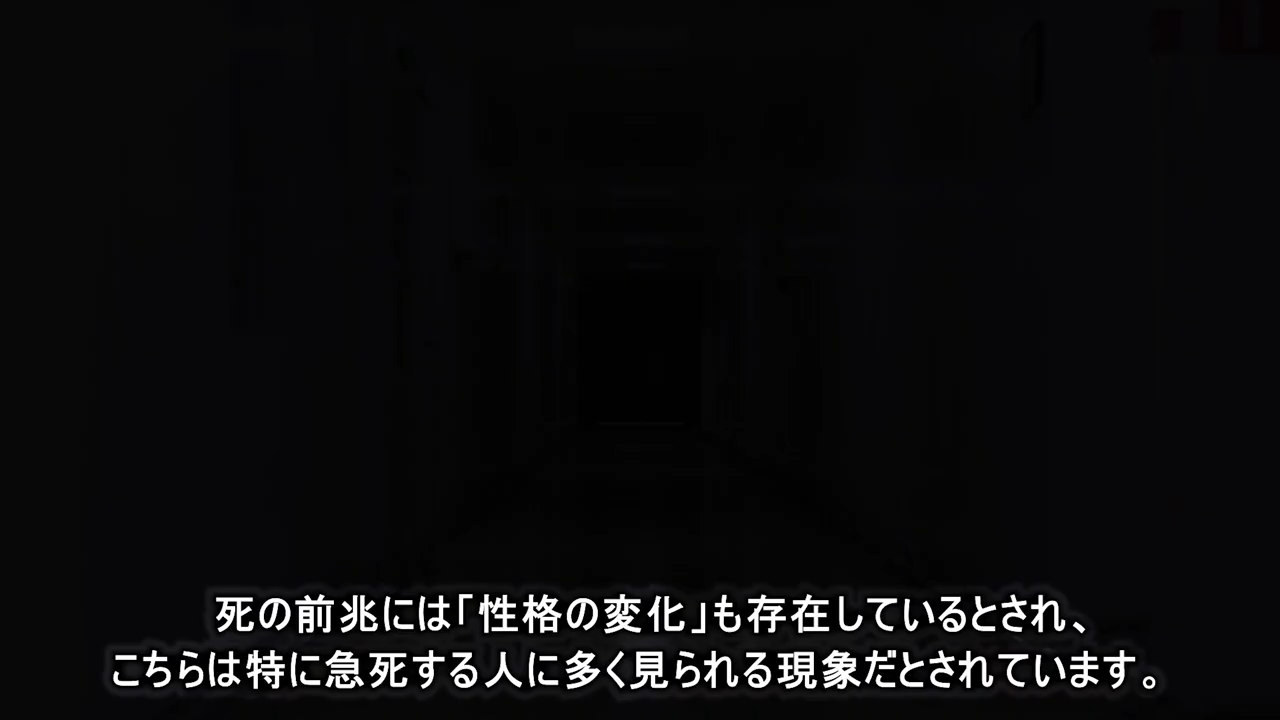 死の前兆には「性格の変化」も存在しているとされ、
こちらは特に急死する人に多く見られる現象だとされています。